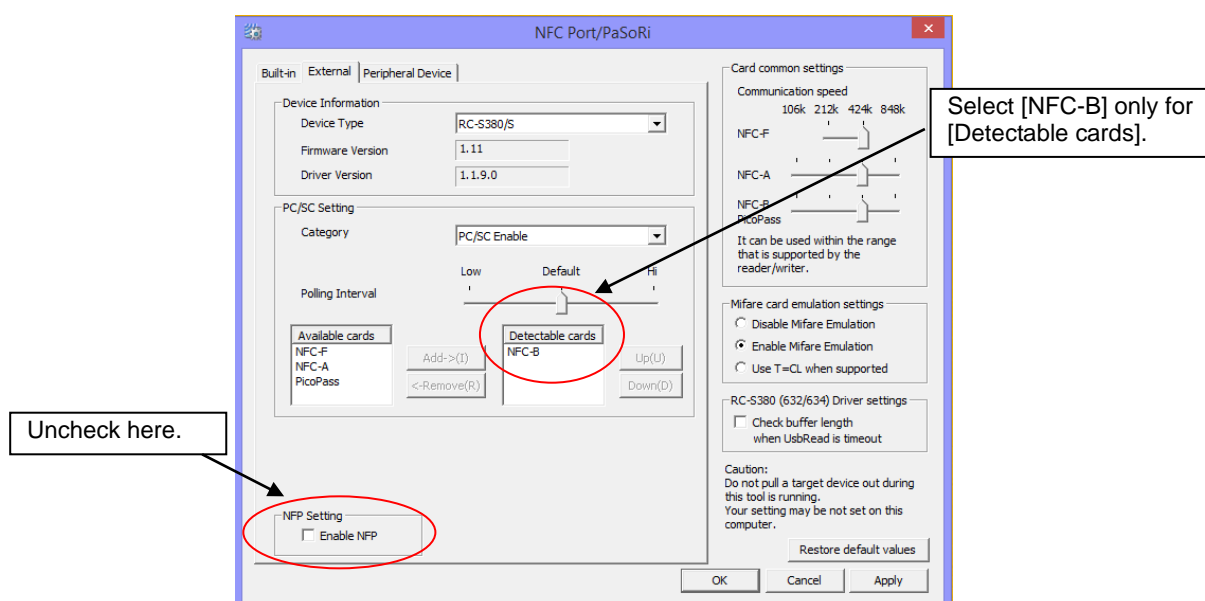 NFC Port/PaSoRi
Built-in External Peripheral Device
Device Information
Device Type RC-S380/S
Firmware Version 1.11
Driver Version 1.1.9.0
PC/SC Setting
Category PC/SC Enable
Low Default Hi
Polling Interval
Available cards
NFC-F
NFC-A
PicoPass
Add->(I)
<-Remove(R)
Detectable cards
NFC-B
Up(U)
Down(D)
NFP Setting
Enable NFP
Card common settings
Communication speed
106k 212k 424k 848k
NFC-F
NFC-A
NFC-B
PicoPass
It can be used within the range
that is supported by the
reader/writer.
Mifare card emulation settings
Disable Mifare Emulation
Enable Mifare Emulation
Use T=CL when supported
RC-S380 (632/634) Driver settings
Check buffer length
when UsbRead is timeout
Caution:
Do not pull a target device out during
this tool is running.
Your setting may be not set on this
computer.
Restore default values
OK Cancel Apply
Select [NFC-B] only for
[Detectable cards].
Uncheck here.